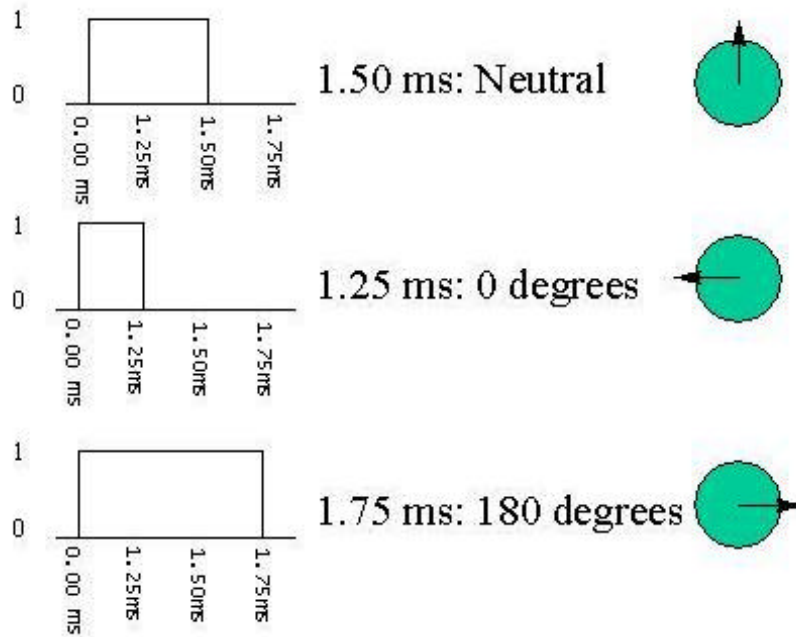 1
0
0.00 ms
1.25ms
1.50ms
1.75ms
1.50 ms: Neutral
1
0
0.00 ms
1.25ms
1.50ms
1.75ms
1.25 ms: 0 degrees
1
0
0.00 ms
1.25ms
1.50ms
1.75ms
1.75 ms: 180 degrees